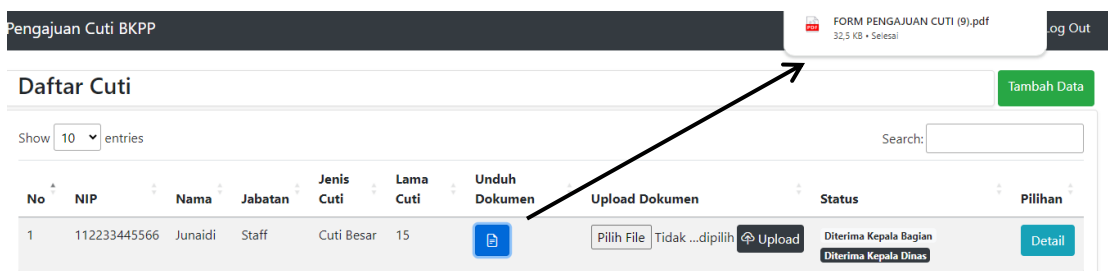 Pengajuan Cuti BKPP
FORM PENGAJUAN CUTI (9).pdf
32,5 KB • Selesai
PDF
Log Out
Daftar Cuti
Tambah Data
Show 10 entries
Search:
No NIP Nama Jabatan Jenis Cuti Lama Cuti Unduh Dokumen Upload Dokumen Status Pilihan
1 112233445566 Junaidi Staff Cuti Besar 15 Pilih File Tidak ...dipilih Upload Diterima Kepala Bagian Detail
Diterima Kepala Dinas